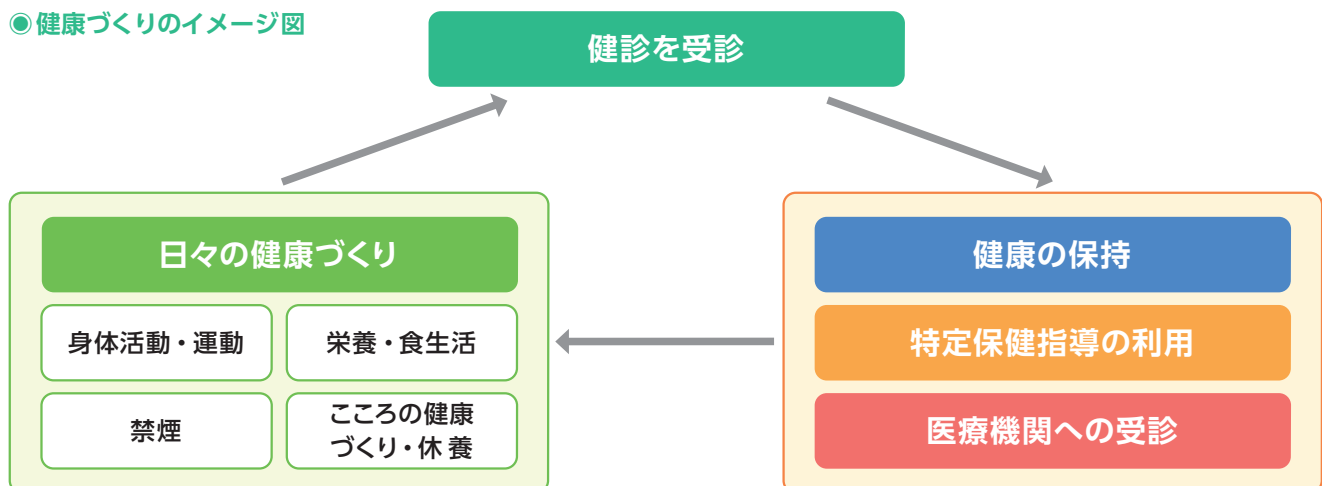 ◉健康づくりのイメージ図
健診を受診
日々の健康づくり
身体活動・運動
栄養・食生活
禁煙
こころの健康
づくり・休 養
健康の保持
特定保健指導の利用
医療機関への受診